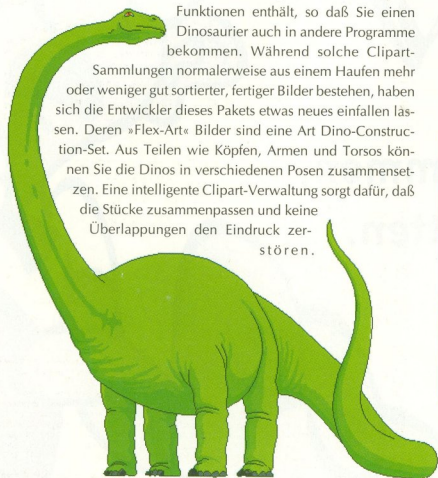 Funktionen enthält, so daß Sie einen
Dinosaurier auch in andere Programme
bekommen. Während solche Clipart-
Sammlungen normalerweise aus einem Haufen mehr
oder weniger gut sortierter, fertiger Bilder bestehen, haben
sich die Entwickler dieses Pakets etwas neues einfallen las-
sen. Deren »Flex-Art« Bilder sind eine Art Dino-Construc-
tion-Set. Aus Teilen wie Köpfen, Armen und Torsos kön-
nen Sie die Dinos in verschiedenen Posen zusammenset-
zen. Eine intelligente Clipart-Verwaltung sorgt dafür, daß
die Stücke zusammenpassen und keine
Überlappungen den Eindruck zer-
stören.